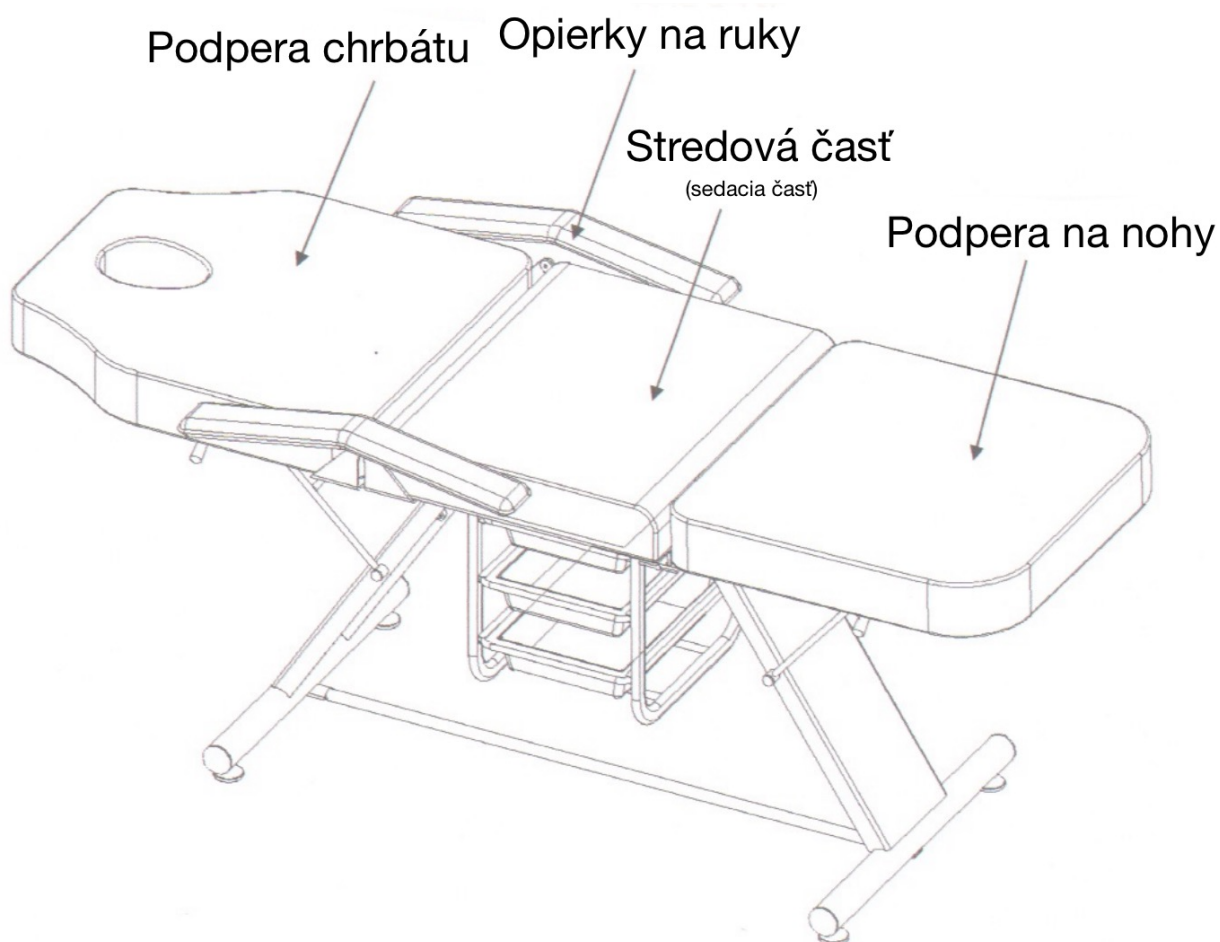 Podpera chrbátu
Opierky na ruky
Stredová časť
(sedacia časť)
Podpera na nohy